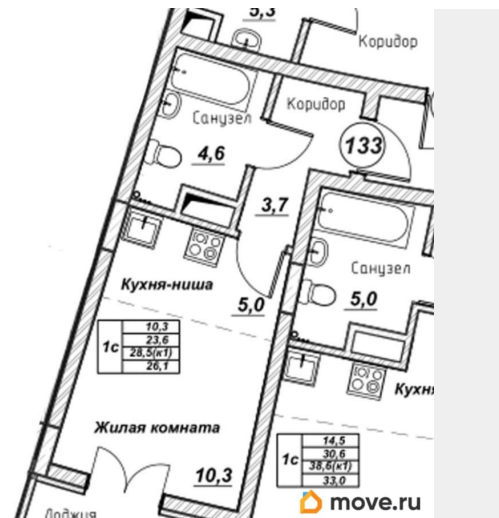 5,3
Коридор
Санузел
Коридор
133
4,6
3,7
Санузел
Кухня-ниша
5,0
5,0
1с
10,3
23,6
28,5(к1)
26,1
Жилая комната
10,3
1с
14,5
30,6
38,6(к1)
33,0
Лоджия
move.ru